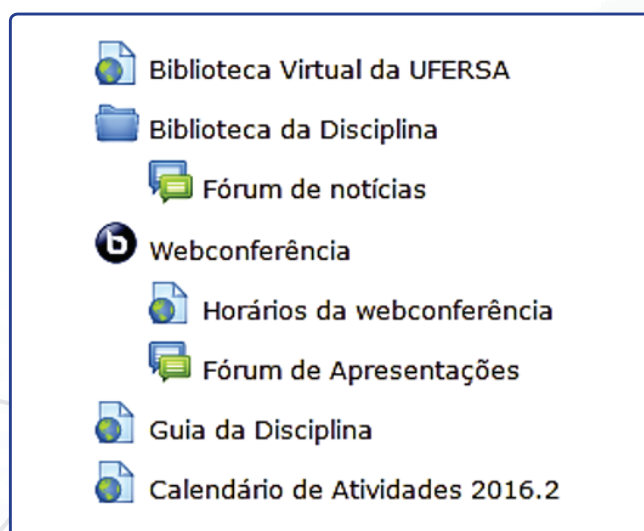 Biblioteca Virtual da UFERSA
Biblioteca da Disciplina
Fórum de notícias
Webconferência
Horários da webconferência
Fórum de Apresentações
Guia da Disciplina
Calendário de Atividades 2016.2